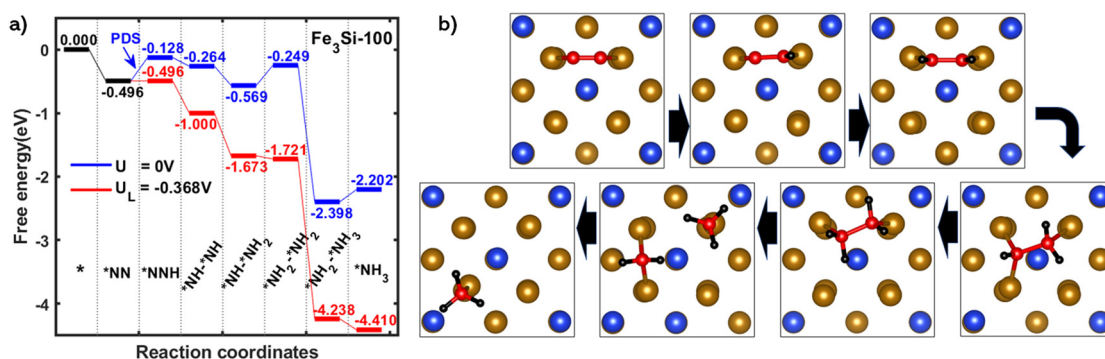 a)
b)
Fe3Si-100
PDS
0.000
-0.128
-0.264
-0.249
-0.496
-0.496
-0.569
-1.000
-1.673
-1.721
-2.202
-2.398
-4.238
-4.410
0
-1
-2
-3
-4
Free energy(eV)
U = 0V
UL = -0.368V
*
*NN
*NNH
*NH-*NH
*NH-*NH2
*NH2-*NH2
*NH2-*NH3
*NH3
Reaction coordinates